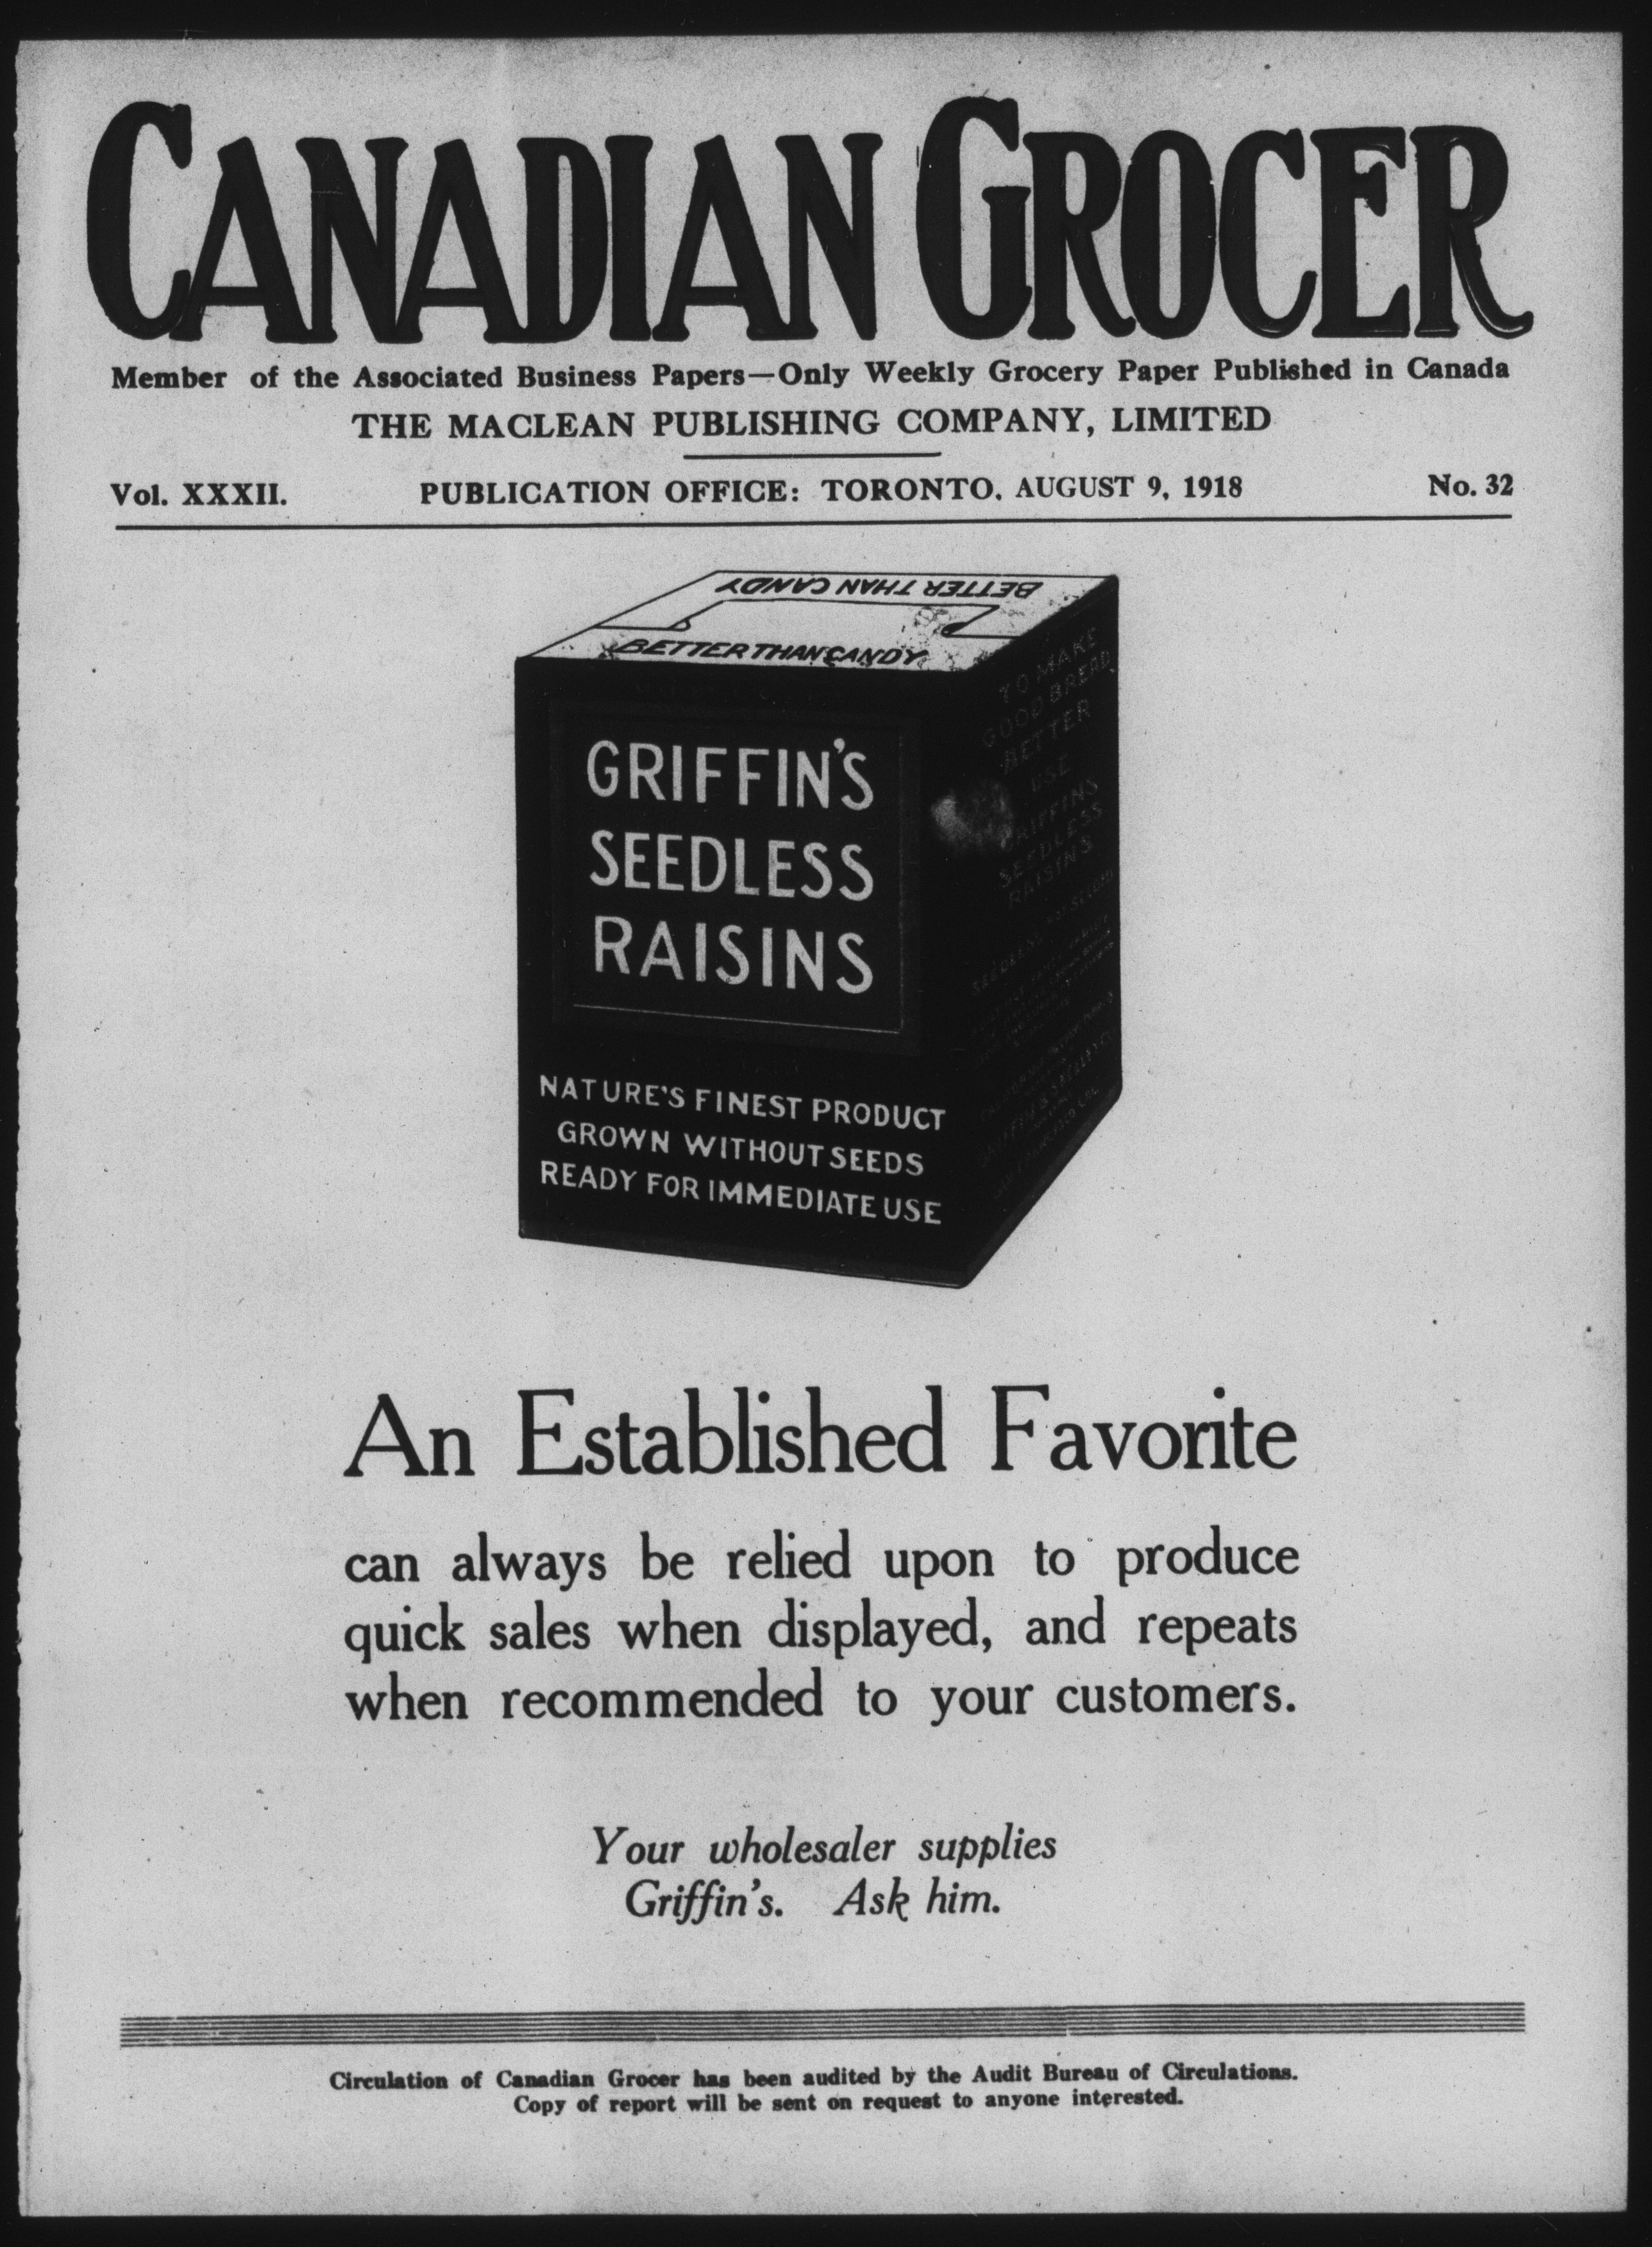 CANADIAN GROCER
Member of the Associated Business Papers—Only Weekly Grocery Paper Published in Canada
THE MACLEAN PUBLISHING COMPANY, LIMITED
Vol. XXXII. PUBLICATION OFFICE: TORONTO. AUGUST 9, 1918 No. 32
BETTER THAN CANDY
BETTER THAN CANDY
GRIFFIN'S
SEEDLESS
RAISINS
NATURE'S FINEST PRODUCT
GROWN WITHOUT SEEDS
READY FOR IMMEDIATE USE
TO MAKE
GOOD BREAD
BETTER
USE
GRIFFINS
SEEDLESS
RAISINS
An Established Favorite
can always be relied upon to produce
quick sales when displayed, and repeats
when recommended to your customers.
Your wholesaler supplies
Griffin's. Ask him.
Circulation of Canadian Grocer has been audited by the Audit Bureau of Circulations.
Copy of report will be sent on request to anyone interested.